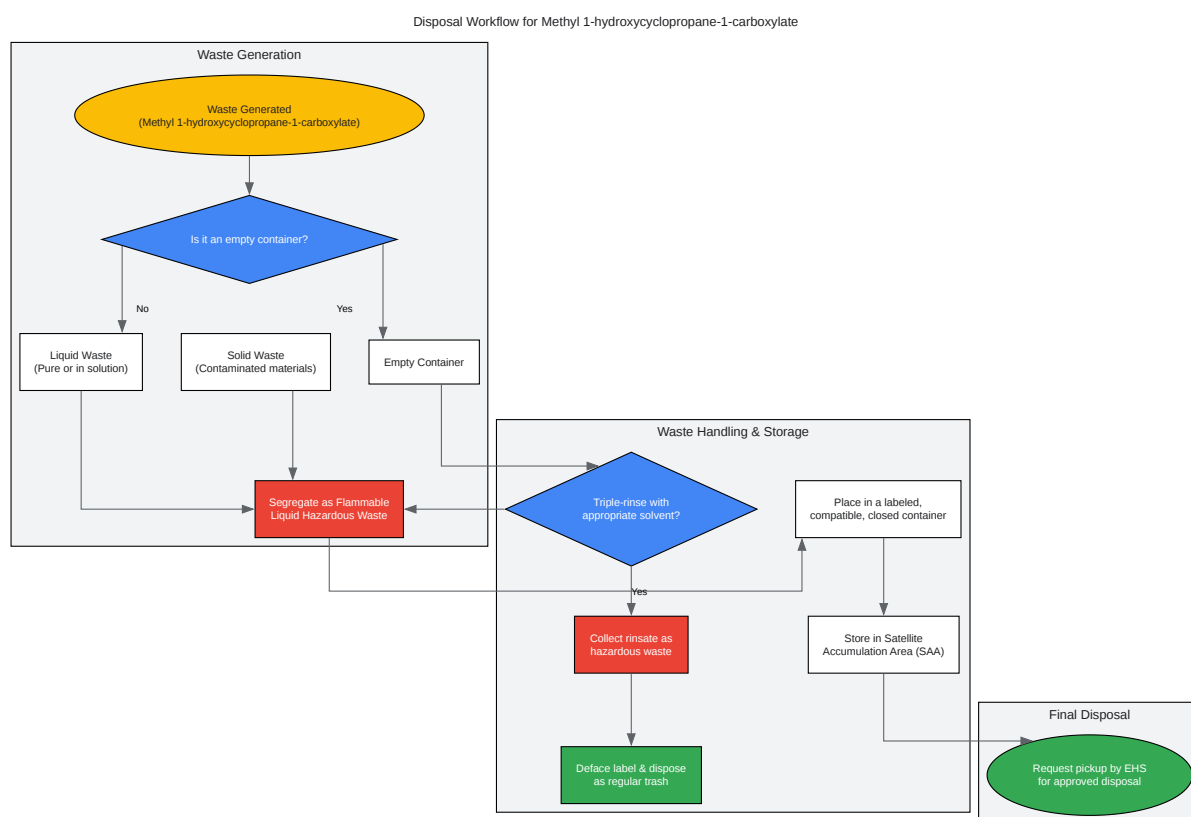 Disposal Workflow for Methyl 1-hydroxycyclopropane-1-carboxylate
Waste Generation
Waste Generated
(Methyl 1-hydroxycyclopropane-1-carboxylate)
Is it an empty container?
No
Yes
Liquid Waste
(Pure or in solution)
Solid Waste
(Contaminated materials)
Empty Container
Segregate as Flammable
Liquid Hazardous Waste
Waste Handling & Storage
Triple-rinse with
appropriate solvent?
Place in a labeled,
compatible, closed container
Yes
Collect rinsate as
hazardous waste
Store in Satellite
Accumulation Area (SAA)
Deface label & dispose
as regular trash
Final Disposal
Request pickup by EHS
for approved disposal